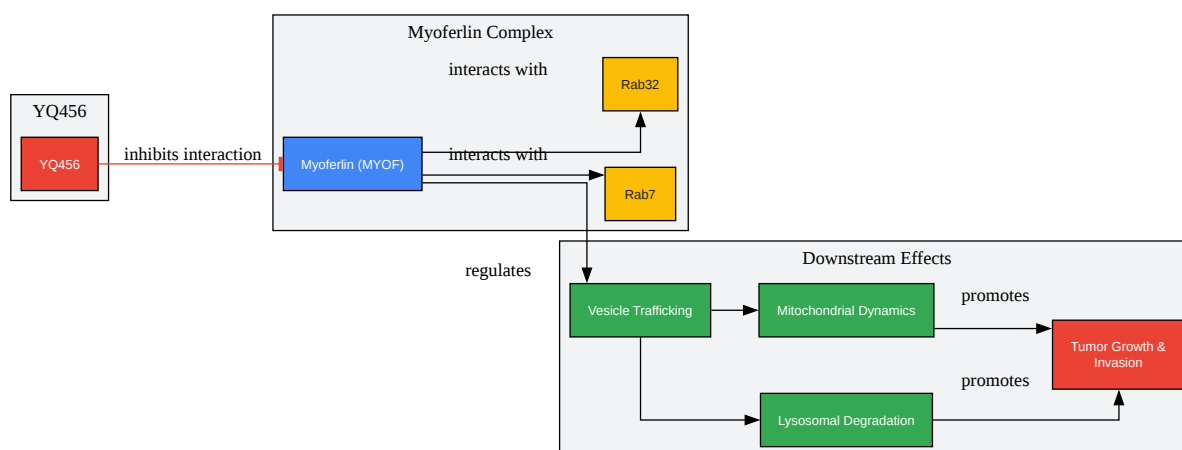 Myoferlin Complex
interacts with
Rab32
YQ456
YQ456
inhibits interaction
Myoferlin (MYOF)
interacts with
Rab7
Downstream Effects
regulates
Vesicle Trafficking
Mitochondrial Dynamics
promotes
Tumor Growth &
Invasion
promotes
Lysosomal Degradation